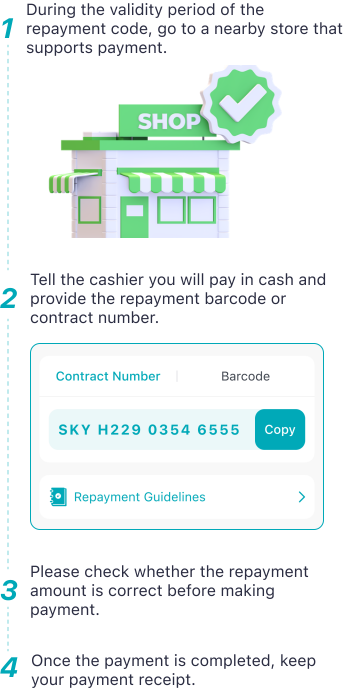 1
During the validity period of the
repayment code, go to a nearby store that
supports payment.
SHOP
2
Tell the cashier you will pay in cash and
provide the repayment barcode or
contract number.
Contract Number | Barcode
SKY H229 0354 6555 Copy
Repayment Guidelines
3
Please check whether the repayment
amount is correct before making
payment.
4
Once the payment is completed, keep
your payment receipt.